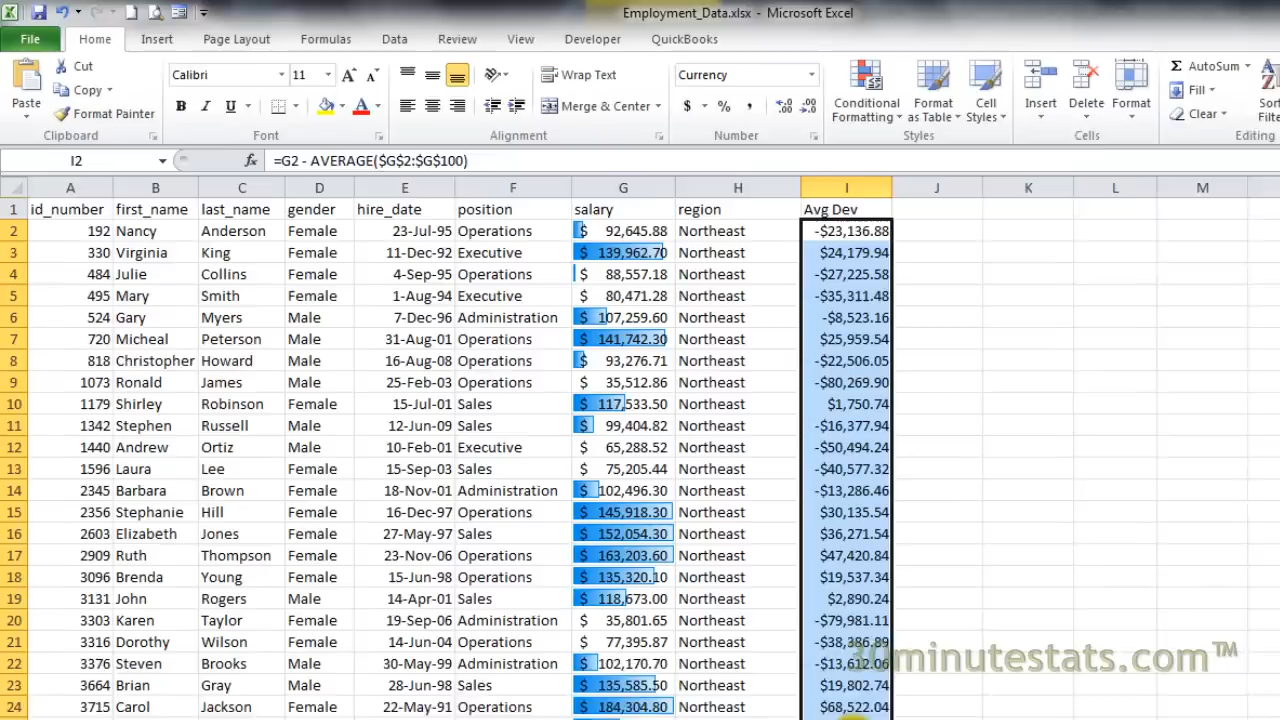 Employment_Data.xlsx - Microsoft Excel
File Home Insert Page Layout Formulas Data Review View Developer QuickBooks
Paste Cut Copy Format Painter Clipboard
Calibri 11 B I U A Font
Wrap Text Merge & Center Alignment
Currency $ % , Number
Conditional Formatting Format as Table Cell Styles Styles
Insert Delete Format Cells
Σ AutoSum Fill Clear Editing
I2 fx =G2 - AVERAGE($G$2:$G$100)
A B C D E F G H I J K L M
1 id_number first_name last_name gender hire_date position salary region Avg Dev
2 192 Nancy Anderson Female 23-Jul-95 Operations $ 92,645.88 Northeast -$23,136.88
3 330 Virginia King Female 11-Dec-92 Executive $ 139,962.70 Northeast $24,179.94
4 484 Julie Collins Female 4-Sep-95 Operations $ 88,557.18 Northeast -$27,225.58
5 495 Mary Smith Female 1-Aug-94 Executive $ 80,471.28 Northeast -$35,311.48
6 524 Gary Myers Male 7-Dec-96 Administration $ 107,259.60 Northeast -$8,523.16
7 720 Micheal Peterson Male 31-Aug-01 Operations $ 141,742.30 Northeast $25,959.54
8 818 Christopher Howard Male 16-Aug-08 Operations $ 93,276.71 Northeast -$22,506.05
9 1073 Ronald James Male 25-Feb-03 Operations $ 35,512.86 Northeast -$80,269.90
10 1179 Shirley Robinson Female 15-Jul-01 Sales $ 117,533.50 Northeast $1,750.74
11 1342 Stephen Russell Male 12-Jun-09 Sales $ 99,404.82 Northeast -$16,377.94
12 1440 Andrew Ortiz Male 10-Feb-01 Executive $ 65,288.52 Northeast -$50,494.24
13 1596 Laura Lee Female 15-Sep-03 Sales $ 75,205.44 Northeast -$40,577.32
14 2345 Barbara Brown Female 18-Nov-01 Administration $ 102,496.30 Northeast -$13,286.46
15 2356 Stephanie Hill Female 16-Dec-97 Operations $ 145,918.30 Northeast $30,135.54
16 2603 Elizabeth Jones Female 27-May-97 Sales $ 152,054.30 Northeast $36,271.54
17 2909 Ruth Thompson Female 23-Nov-06 Operations $ 163,203.60 Northeast $47,420.84
18 3096 Brenda Young Female 15-Jun-98 Operations $ 135,320.10 Northeast $19,537.34
19 3131 John Rogers Male 14-Apr-01 Sales $ 118,673.00 Northeast $2,890.24
20 3303 Karen Taylor Female 19-Sep-06 Administration $ 35,801.65 Northeast -$79,981.11
21 3316 Dorothy Wilson Female 14-Jun-04 Operations $ 77,395.87 Northeast -$38,386.89
22 3376 Steven Brooks Male 30-May-99 Administration $ 102,170.70 Northeast -$13,612.06
23 3664 Brian Gray Male 28-Jun-98 Sales $ 135,585.50 Northeast $19,802.74
24 3715 Carol Jackson Female 22-May-91 Operations $ 184,304.80 Northeast $68,522.04
30minutestats.com™